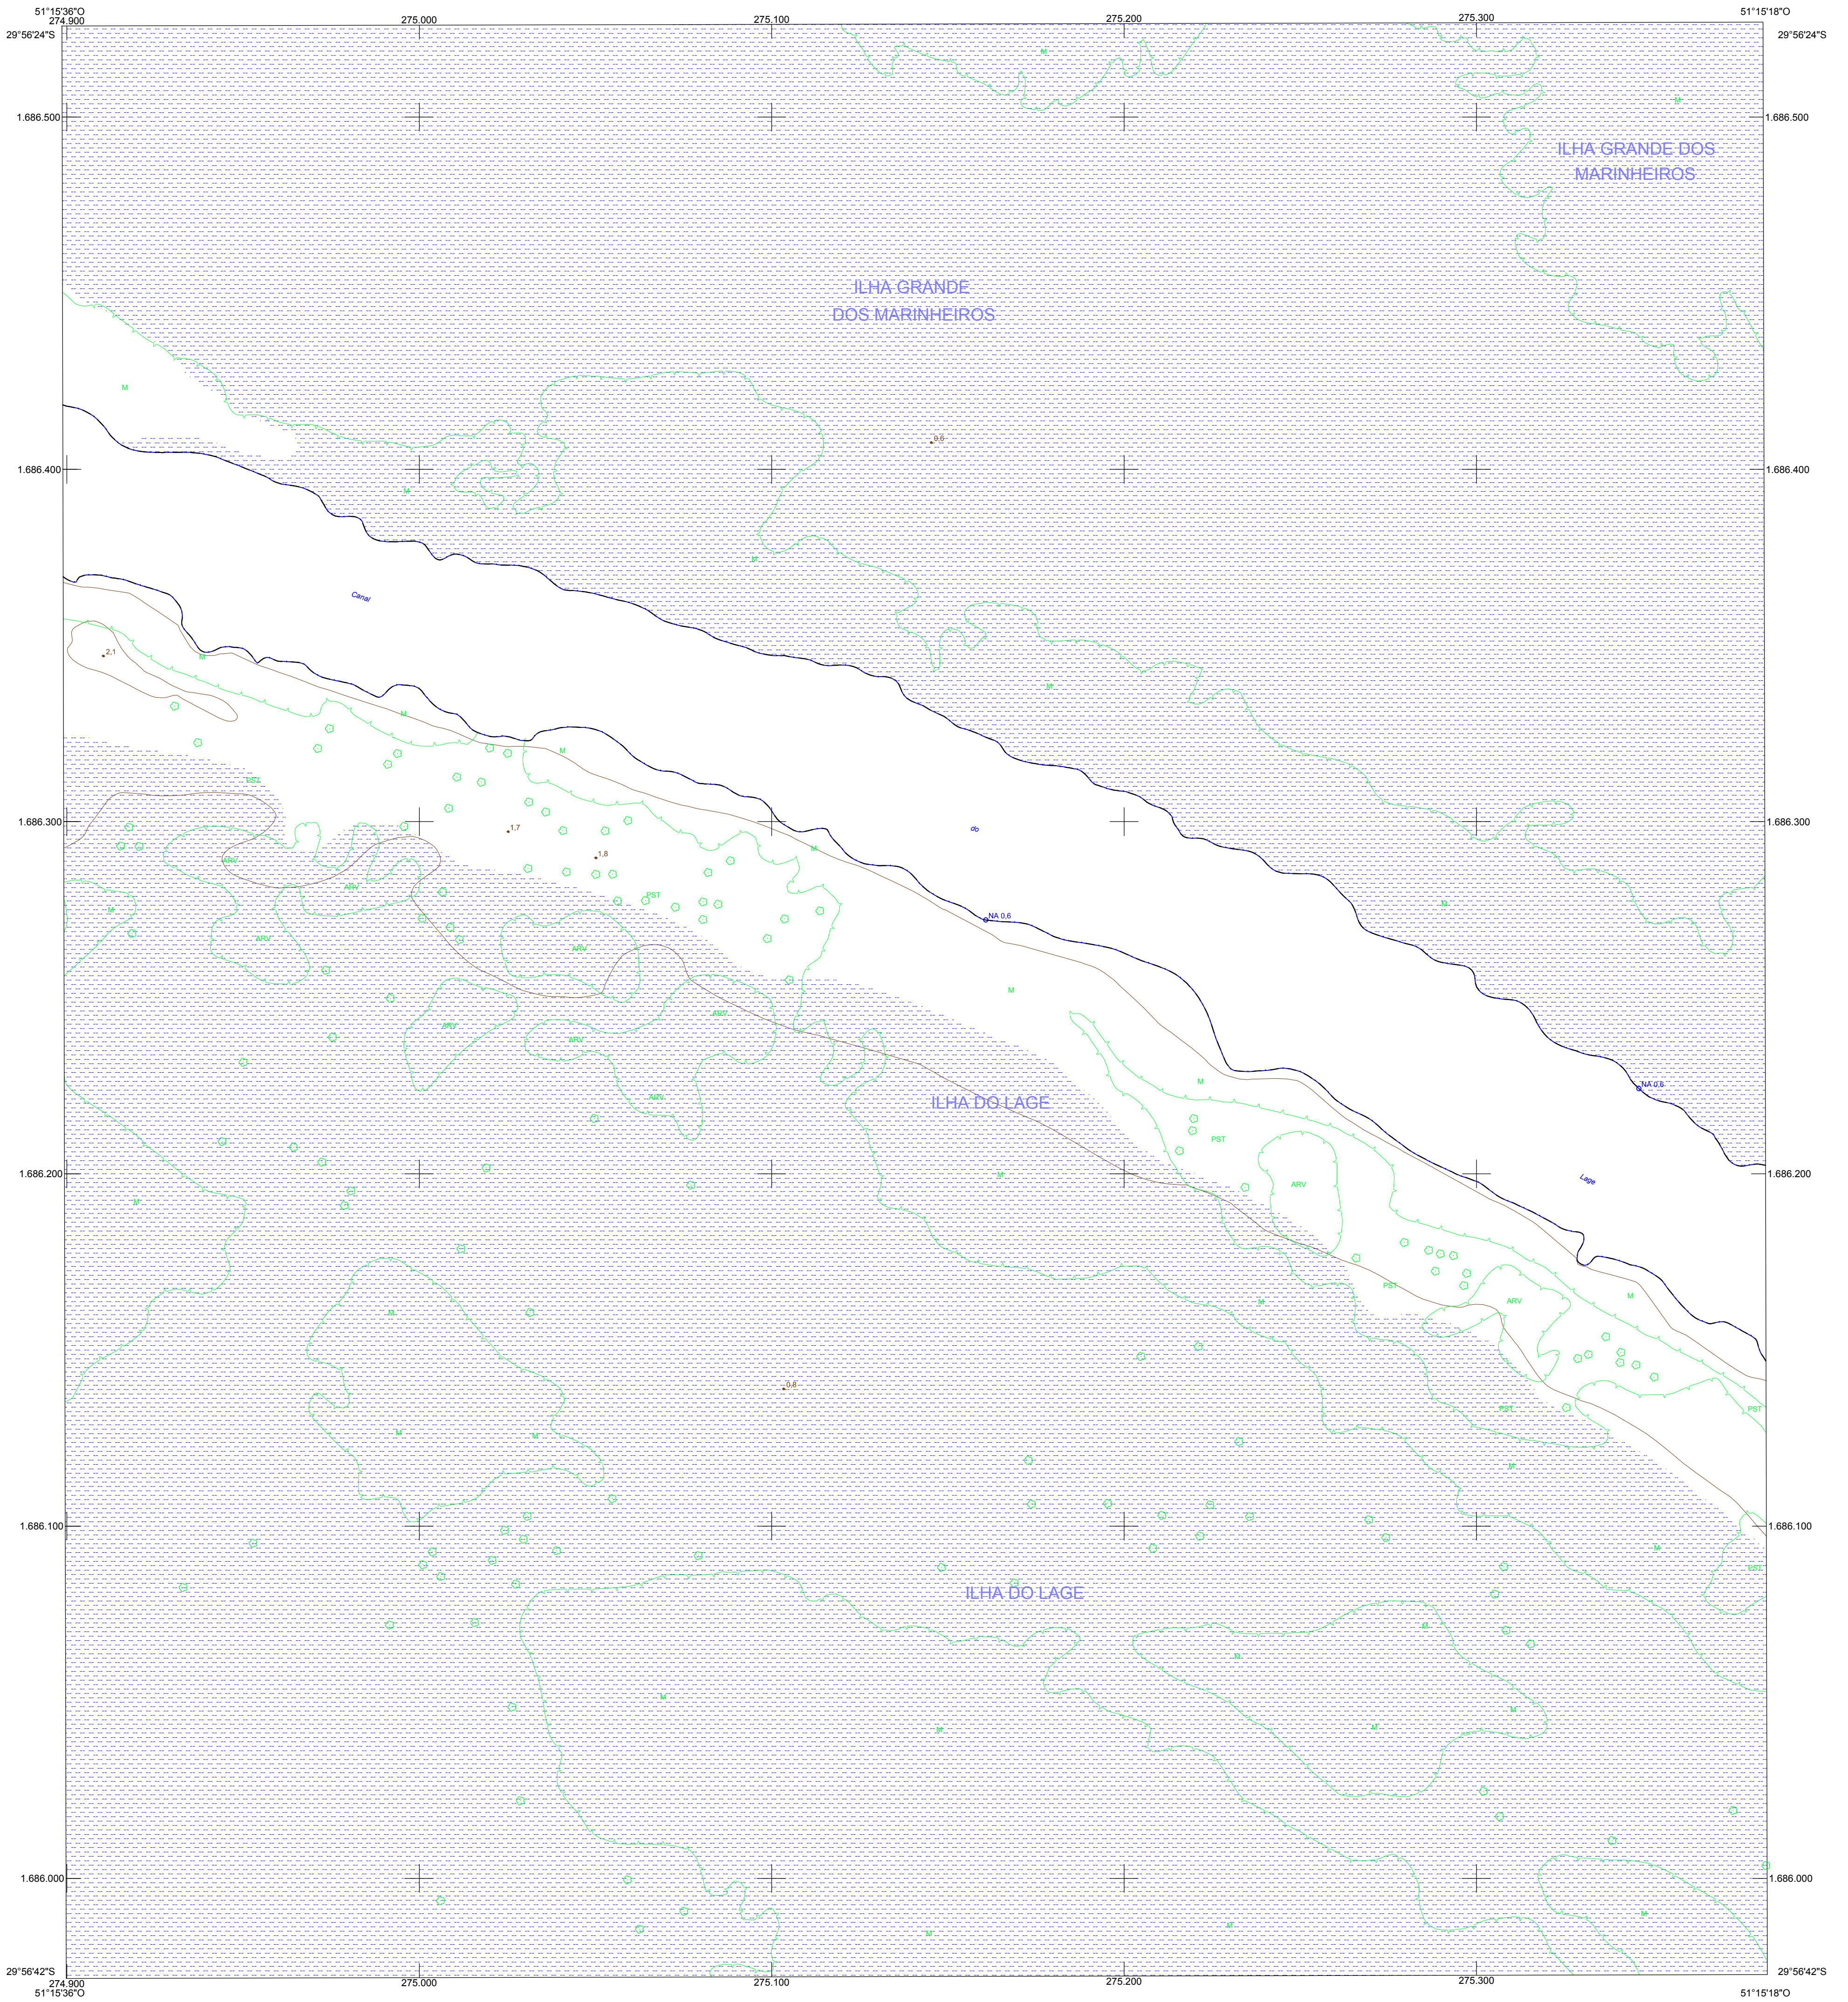 51°15'36"O
274.900
275.000
275.100
275.200
275.300
51°15'18"O
29°56'24"S
29°56'24"S
M
M
1.686.500
1.686.500
ILHA GRANDE DOS
MARINHEIROS
ILHA GRANDE
DOS MARINHEIROS
M
0,6
1.686.400
1.686.400
M
M
Canal
2,1
M
M
M
M
PST
1.686.300
1.686.300
1,7
do
M
1,8
ARV
ARV
PST
M
M
NA 0,6
ARV
ARV
M
ARV
ARV
ARV
M
NA 0,6
ARV
ILHA DO LAGE
PST
1.686.200
1.686.200
M
M
Lage
ARV
PST
M
M
M
ARV
0,8
PST
PST
M
M
M
1.686.100
1.686.100
M
PST
ILHA DO LAGE
M
M
M
M
M
M
1.686.000
1.686.000
M
M
M
29°56'42"S
29°56'42"S
274.900
275.000
275.100
275.200
275.300
51°15'36"O
51°15'18"O